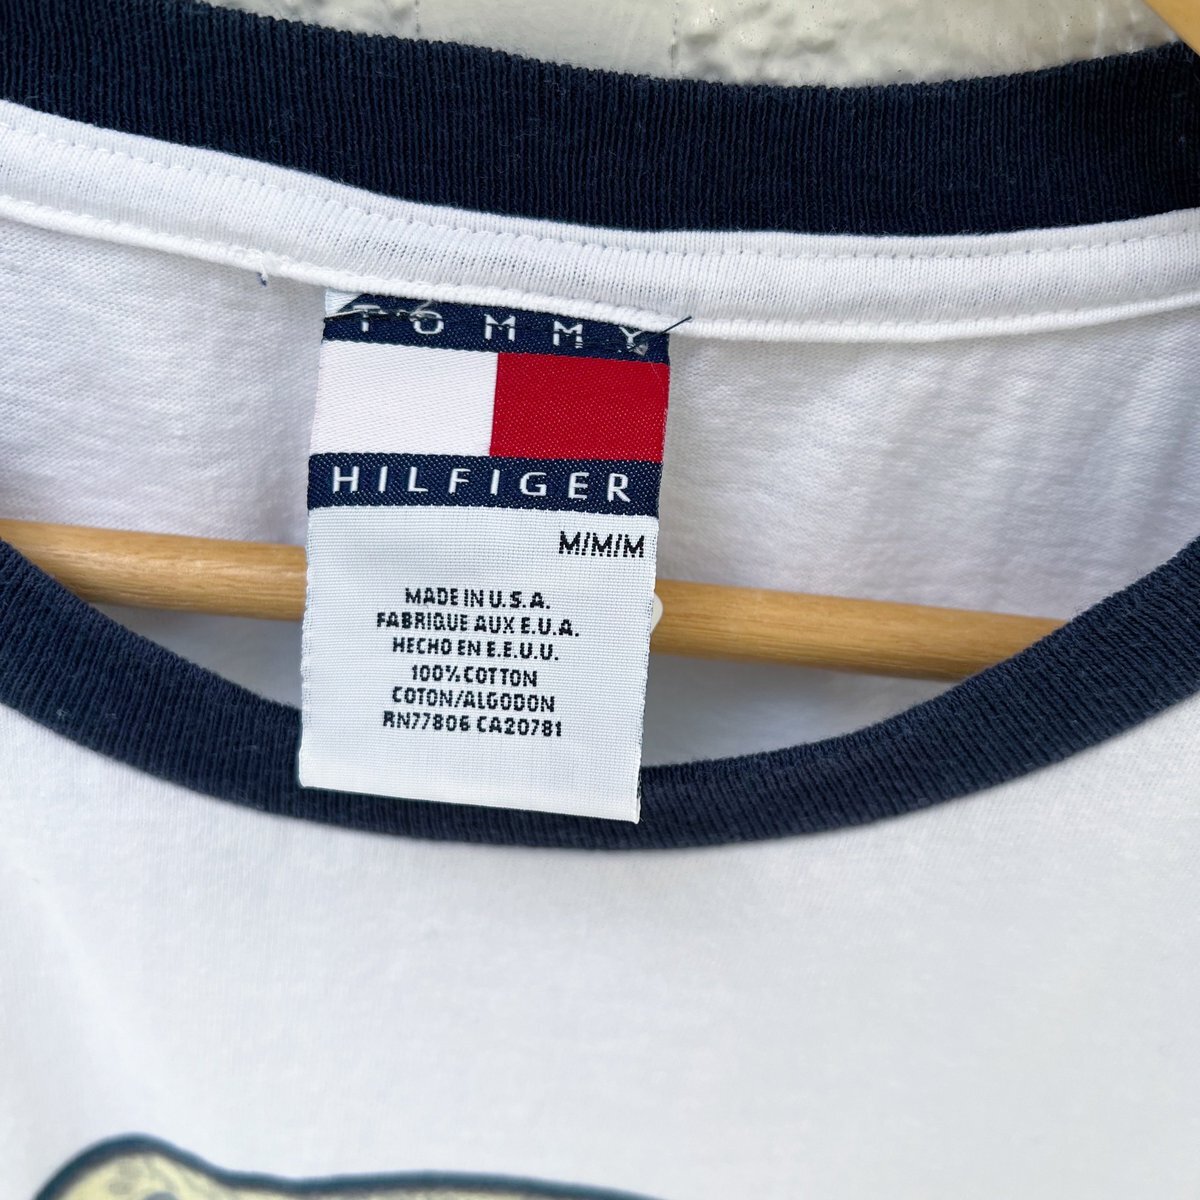 TOMMY
HILFIGER
M/M/M
MADE IN U.S.A.
FABRIQUE AUX E.U.A.
HECHO EN E.E.U.U.
100% COTTON
COTON/ALGODON
RN77806 CA20781